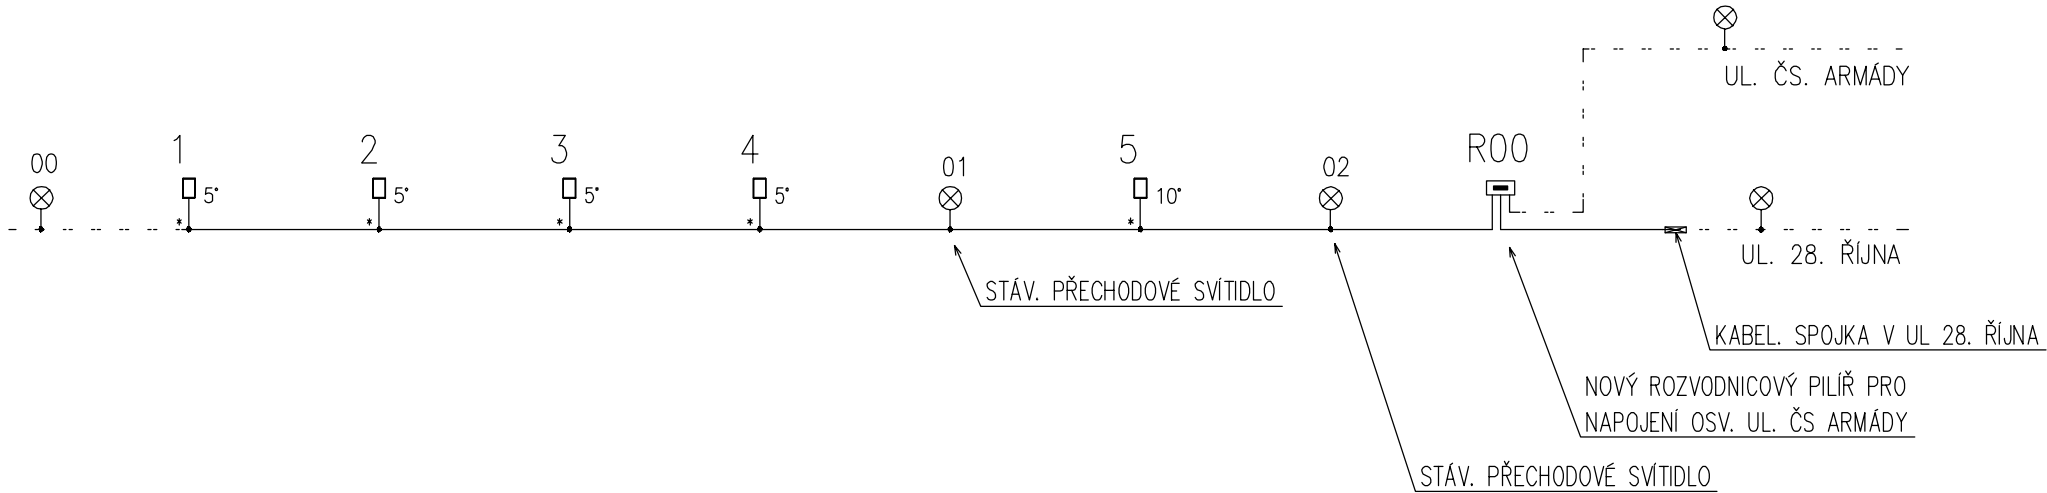 UL. ČS. ARMÁDY
00
1
5°
*
2
5°
*
3
5°
*
4
5°
*
01
5
10°
*
02
R00
UL. 28. ŘÍJNA
STÁV. PŘECHODOVÉ SVÍTIDLO
KABEL. SPOJKA V UL 28. ŘÍJNA
NOVÝ ROZVODNICOVÝ PILÍŘ PRO
NAPOJENÍ OSV. UL. ČS ARMÁDY
STÁV. PŘECHODOVÉ SVÍTIDLO